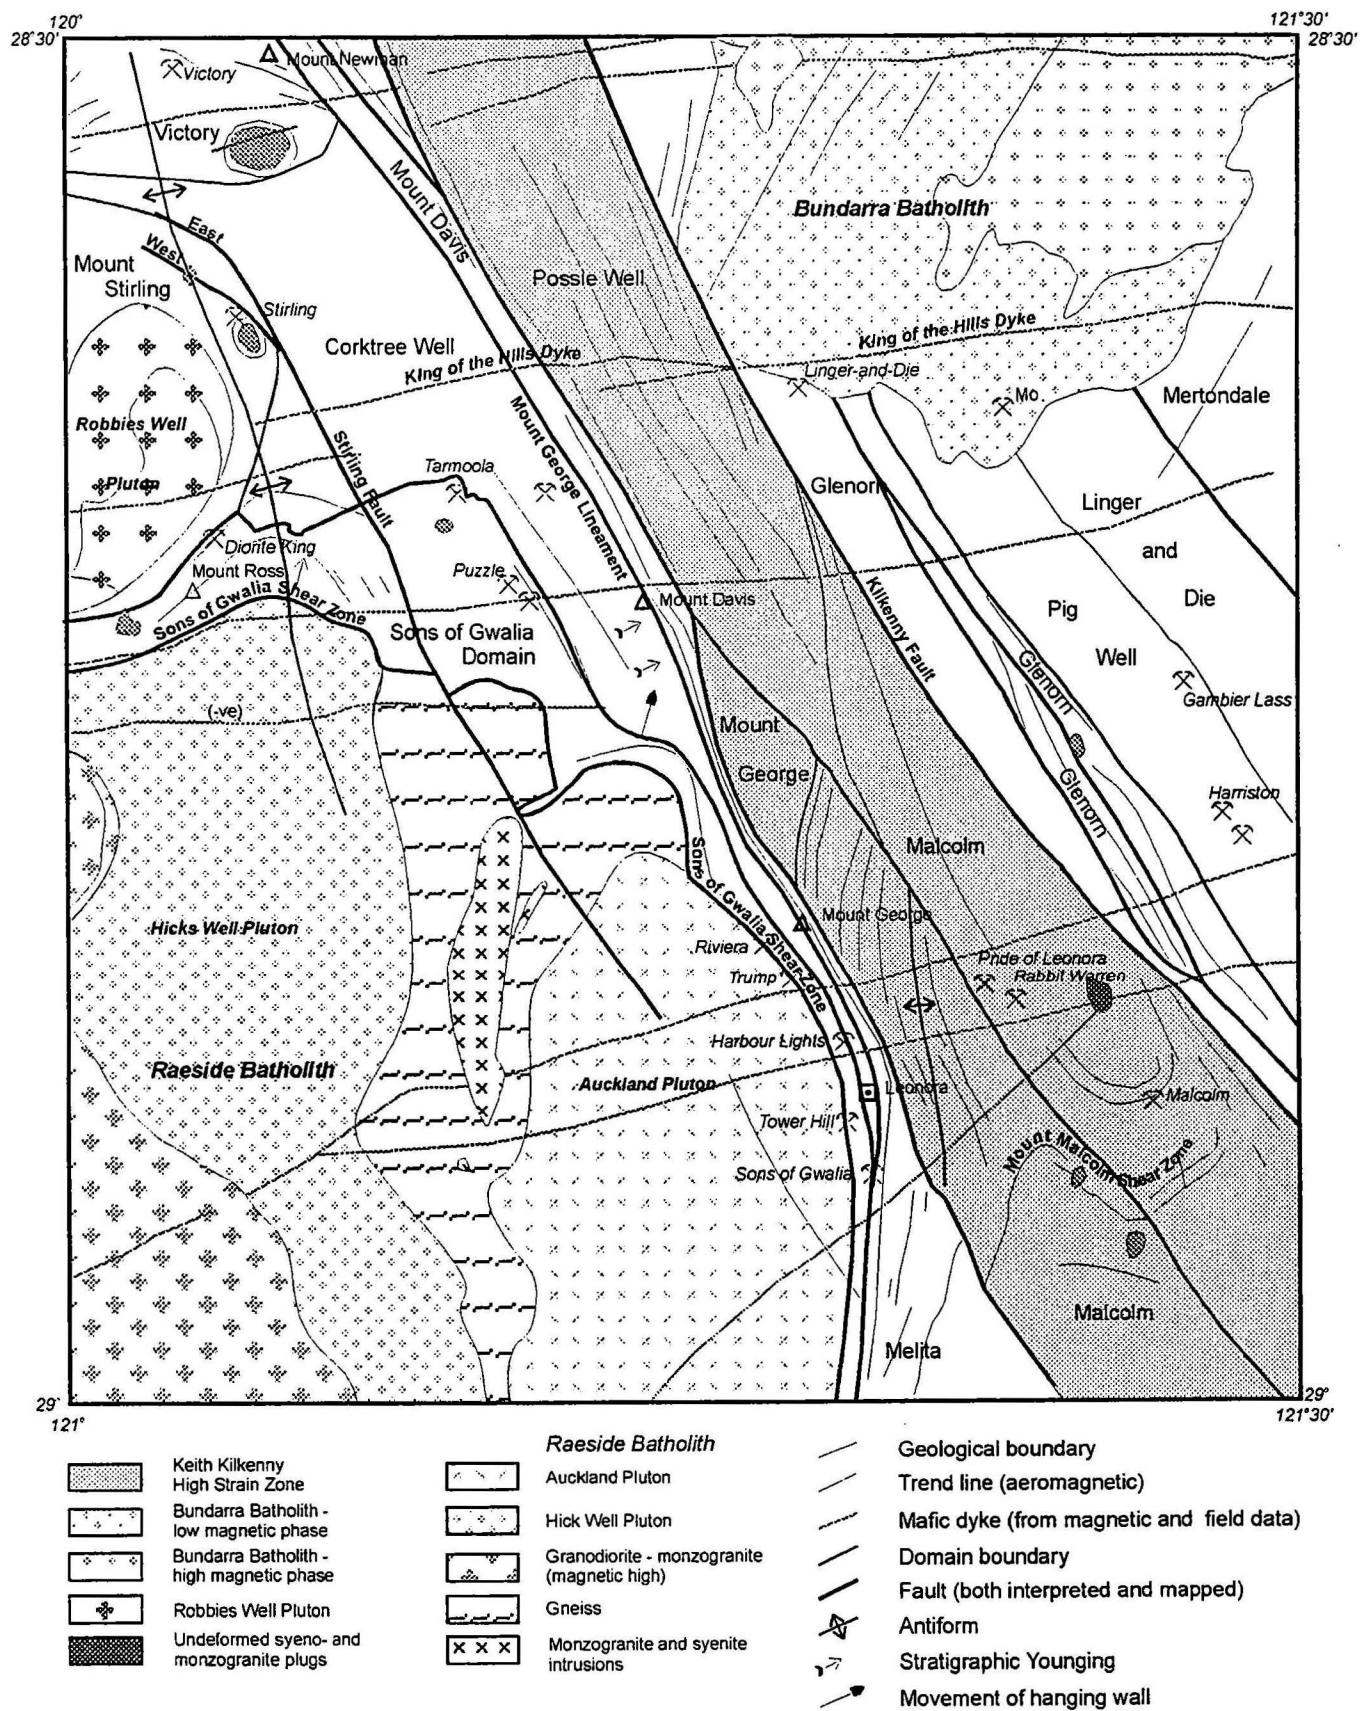 120°
121°30'
28°30'
28°30'
Mount Newman
Victory
Victory
Mount Davis
Bundarra Batholith
East
West
Mount
Stirling
Possie Well
Stirling
Corktree Well
King of the Hills Dyke
King of the Hills Dyke
Linger-and-Die
Mo
Mertondale
Robbies Well
Pluton
Mount George Lineament
Stirling Fault
Tarmoola
Glenorn
Linger
and
Die
Diorite King
Mount Ross
Puzzle
Mount Davis
Kilkenny Fault
Pig
Well
Sons of Gwalia Shear Zone
Sons of Gwalia
Domain
Glenorn
Gambier Lass
(-ve)
Mount
George
Glenorn
Harriston
Malcolm
Sons of Gwalia Shear Zone
Hicks Well Pluton
Mount George
Riviera
Trump
Pride of Leonora
Rabbit Warren
Harbour Lights
Raeside Batholith
Auckland Pluton
Leonora
Malcolm
Tower Hill
Mount Malcolm Shear Zone
Sons of Gwalia
Malcolm
Melita
29°
29°
121°
121°30'
Keith Kilkenny
High Strain Zone
Bundarra Batholith -
low magnetic phase
Bundarra Batholith -
high magnetic phase
Robbies Well Pluton
Undeformed syeno- and
monzogranite plugs
Raeside Batholith
Auckland Pluton
Hick Well Pluton
Granodiorite - monzogranite
(magnetic high)
Gneiss
Monzogranite and syenite
intrusions
Geological boundary
Trend line (aeromagnetic)
Mafic dyke (from magnetic and field data)
Domain boundary
Fault (both interpreted and mapped)
Antiform
Stratigraphic Younging
Movement of hanging wall